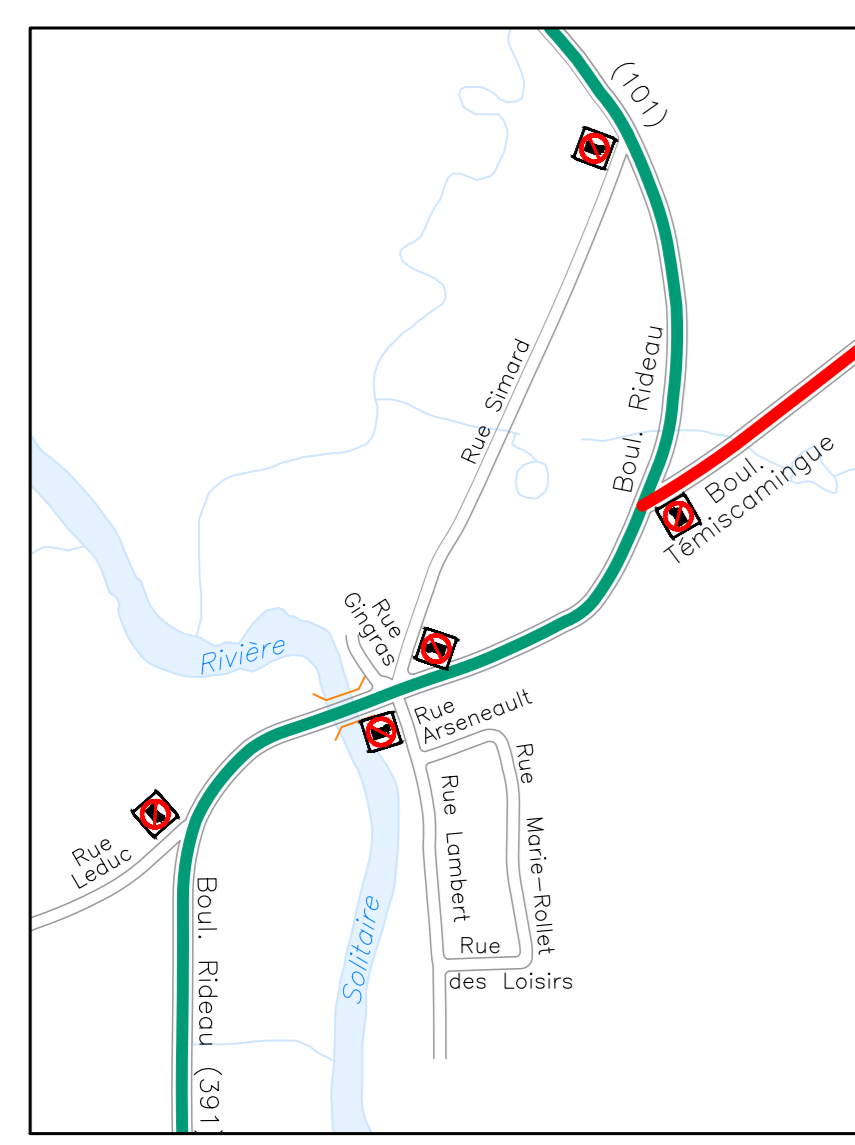 (101)
Rue Simard
Boul. Rideau
Boul.
Témiscamingue
Rue
Gingras
Rivière
Rue
Arseneault
Rue Marie-Rollet
Rue Lambert
Rue
Leduc
Boul. Rideau (391)
Solitaire
Rue
des Loisirs